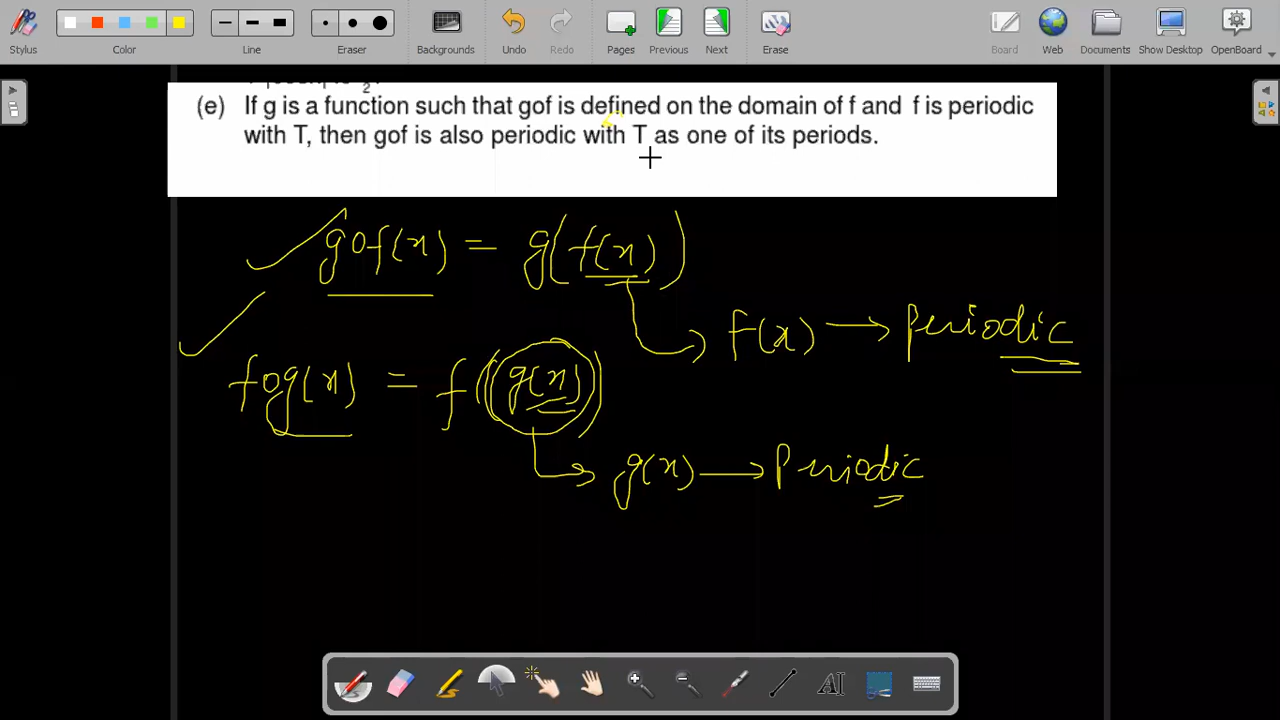 Stylus Color Line Eraser Backgrounds Undo Redo Pages Previous Next Erase Board Web Documents Show Desktop OpenBoard
(e) If g is a function such that gof is defined on the domain of f and f is periodic
with T, then gof is also periodic with T as one of its periods.
gof(x) = g(f(x))
f(x) → Periodic
fog(x) = f(g(x))
g(x) → Periodic